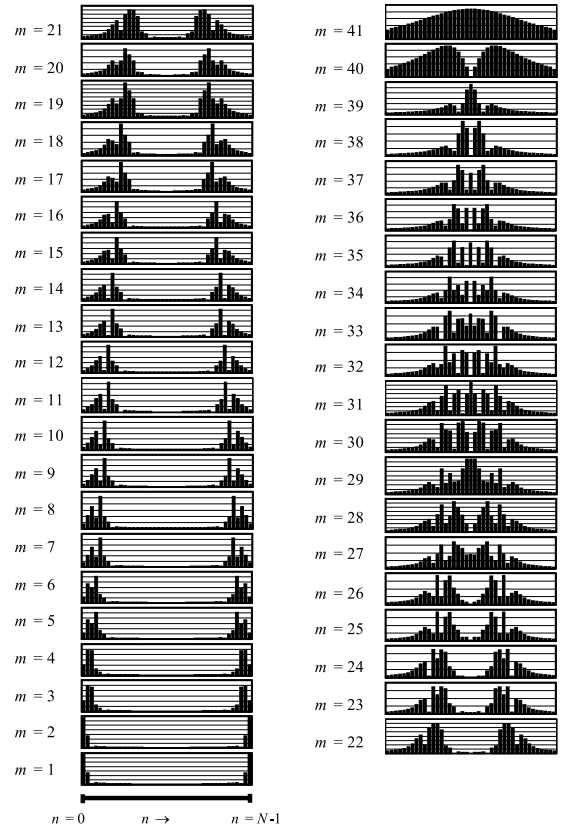 m = 21
m = 20
m = 19
m = 18
m = 17
m = 16
m = 15
m = 14
m = 13
m = 12
m = 11
m = 10
m = 9
m = 8
m = 7
m = 6
m = 5
m = 4
m = 3
m = 2
m = 1
n = 0
n →
n = N-1
m = 41
m = 40
m = 39
m = 38
m = 37
m = 36
m = 35
m = 34
m = 33
m = 32
m = 31
m = 30
m = 29
m = 28
m = 27
m = 26
m = 25
m = 24
m = 23
m = 22